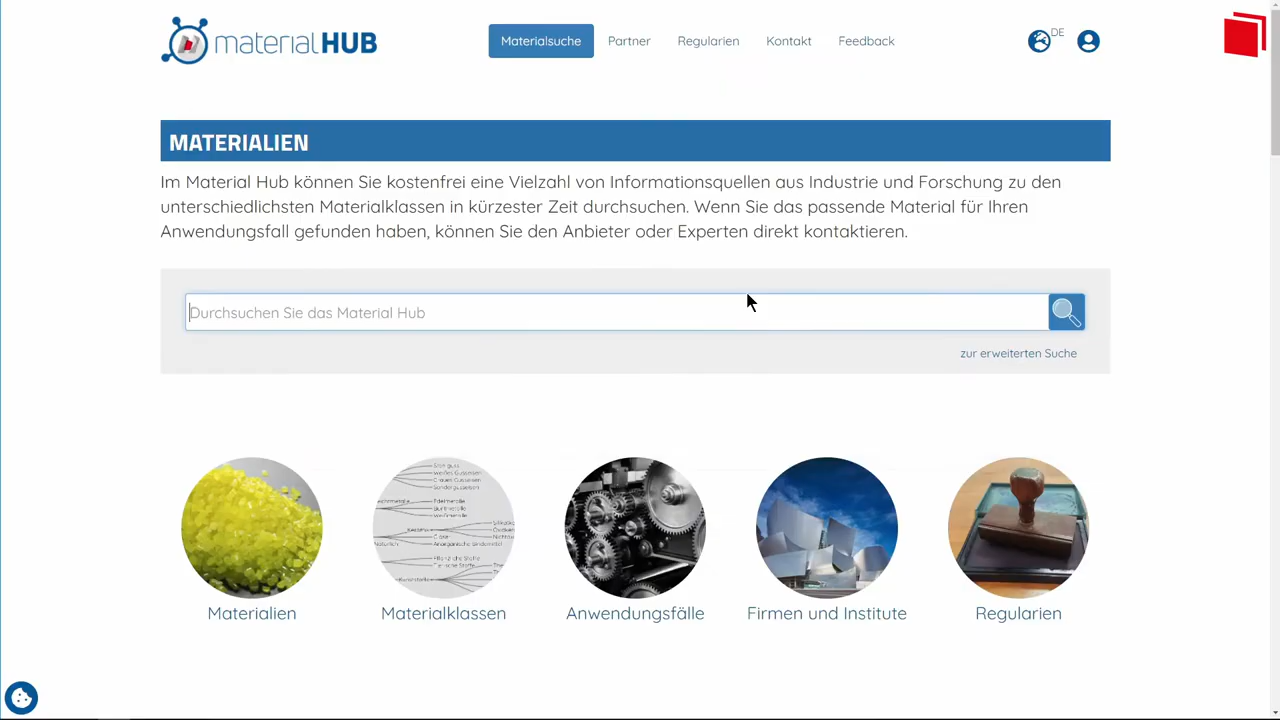 materialHUB
Materialsuche
Partner
Regularien
Kontakt
Feedback
DE
MATERIALIEN
Im Material Hub können Sie kostenfrei eine Vielzahl von Informationsquellen aus Industrie und Forschung zu den
unterschiedlichsten Materialklassen in kürzester Zeit durchsuchen. Wenn Sie das passende Material für Ihren
Anwendungsfall gefunden haben, können Sie den Anbieter oder Experten direkt kontaktieren.
Durchsuchen Sie das Material Hub
zur erweiterten Suche
Materialien
Materialklassen
Anwendungsfälle
Firmen und Institute
Regularien